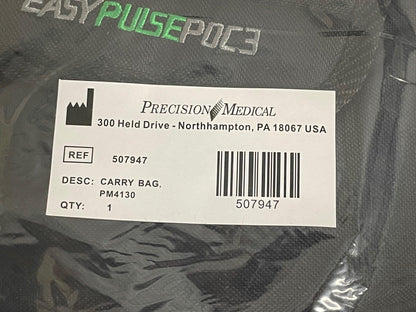 EASYPULSEPOC3
PRECISION MEDICAL
300 Held Drive - Northhampton, PA 18067 USA
REF 507947
DESC: CARRY BAG,
PM4130
QTY: 1
507947